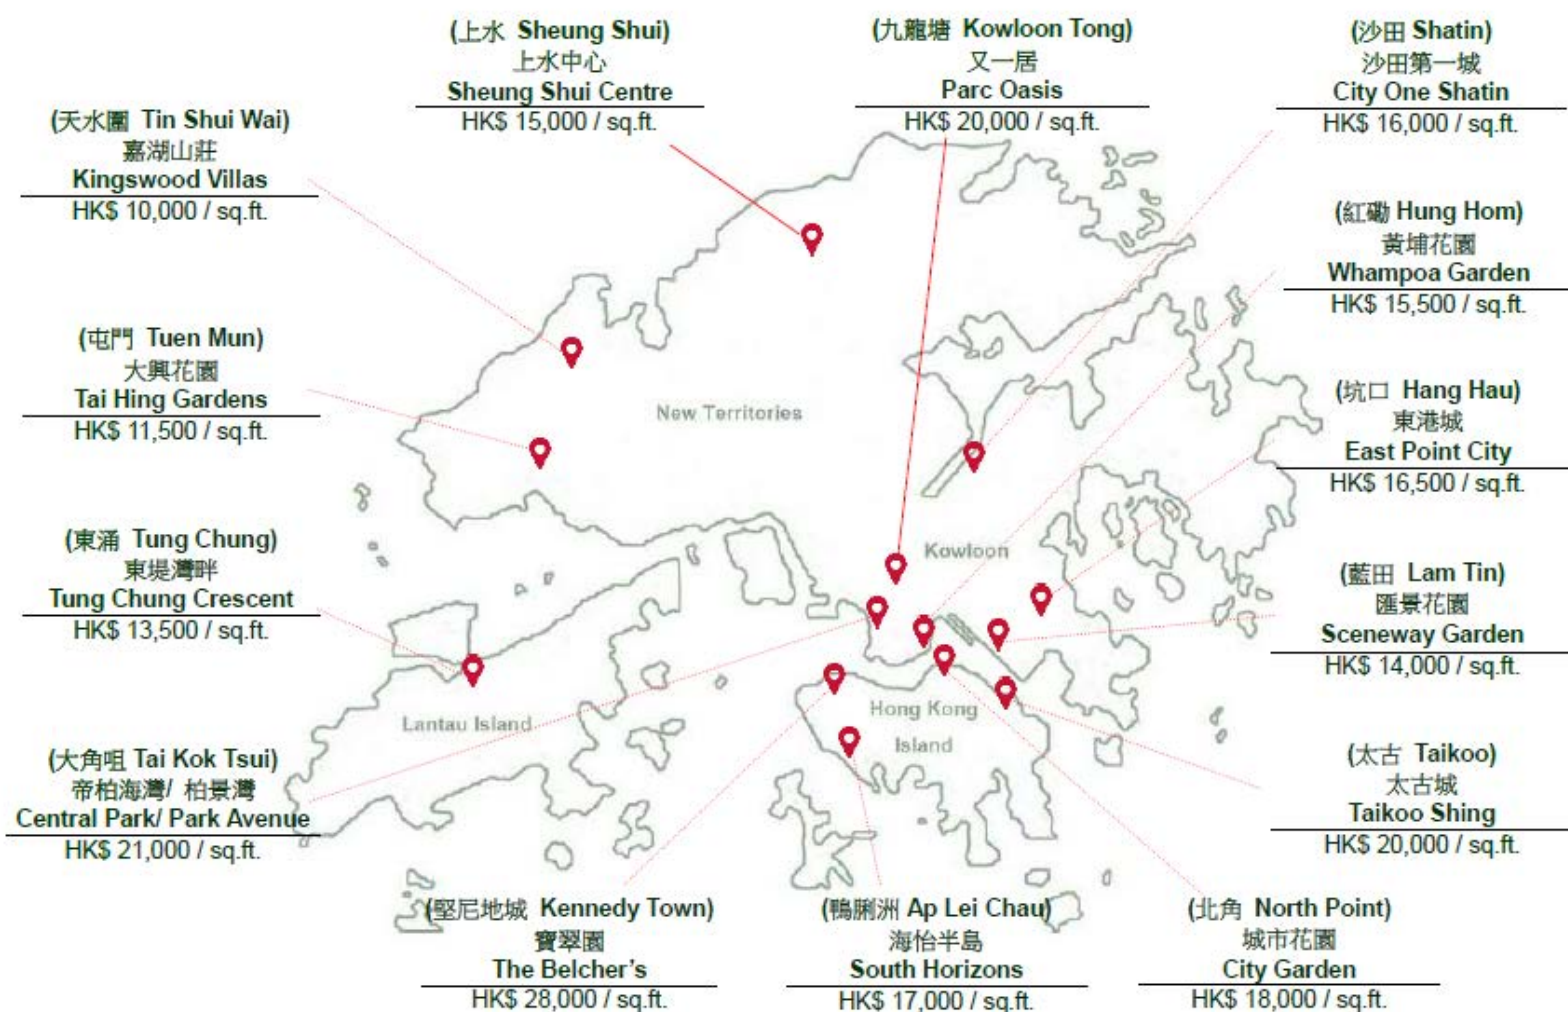 (上水 Sheung Shui)
上水中心
Sheung Shui Centre
HK$ 15,000 / sq.ft.
(九龍塘 Kowloon Tong)
又一居
Parc Oasis
HK$ 20,000 / sq.ft.
(沙田 Shatin)
沙田第一城
City One Shatin
HK$ 16,000 / sq.ft.
(天水圍 Tin Shui Wai)
嘉湖山莊
Kingswood Villas
HK$ 10,000 / sq.ft.
(紅磡 Hung Hom)
黃埔花園
Whampoa Garden
HK$ 15,500 / sq.ft.
(屯門 Tuen Mun)
大興花園
Tai Hing Gardens
HK$ 11,500 / sq.ft.
New Territories
(坑口 Hang Hau)
東港城
East Point City
HK$ 16,500 / sq.ft.
(東涌 Tung Chung)
東堤灣畔
Tung Chung Crescent
HK$ 13,500 / sq.ft.
Kowloon
(藍田 Lam Tin)
匯景花園
Sceneway Garden
HK$ 14,000 / sq.ft.
Lantau Island
Hong Kong
Island
(大角咀 Tai Kok Tsui)
帝柏海灣/ 柏景灣
Central Park/ Park Avenue
HK$ 21,000 / sq.ft.
(太古 Taikoo)
太古城
Taikoo Shing
HK$ 20,000 / sq.ft.
(堅尼地城 Kennedy Town)
寶翠園
The Belcher's
HK$ 28,000 / sq.ft.
(鴨脷洲 Ap Lei Chau)
海怡半島
South Horizons
HK$ 17,000 / sq.ft.
(北角 North Point)
城市花園
City Garden
HK$ 18,000 / sq.ft.